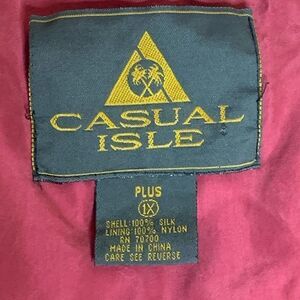 CASUAL
ISLE
PLUS
1X
SHELL:100% SILK
LINING:100% NYLON
RN 70700
MADE IN CHINA
CARE SEE REVERSE